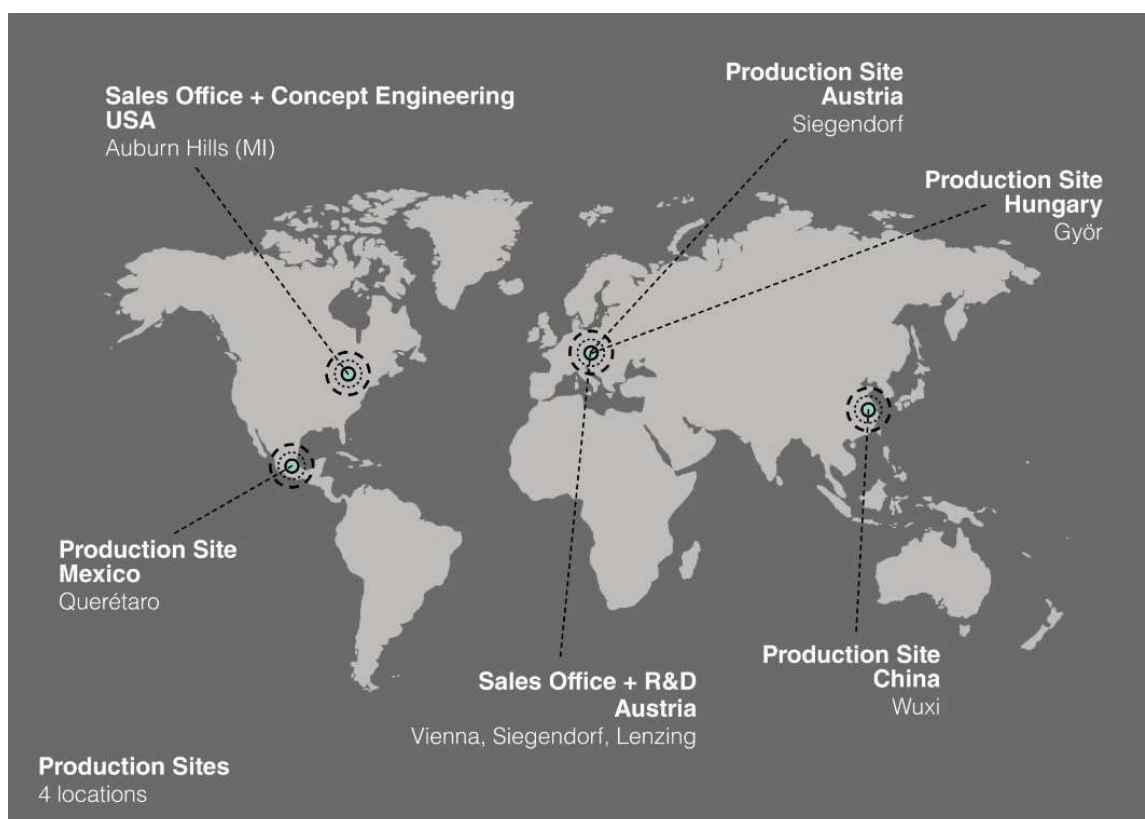 Sales Office + Concept Engineering
USA
Auburn Hills (MI)
Production Site
Austria
Siegendorf
Production Site
Hungary
Györ
Production Site
Mexico
Querétaro
Sales Office + R&D
Austria
Vienna, Siegendorf, Lenzing
Production Site
China
Wuxi
Production Sites
4 locations